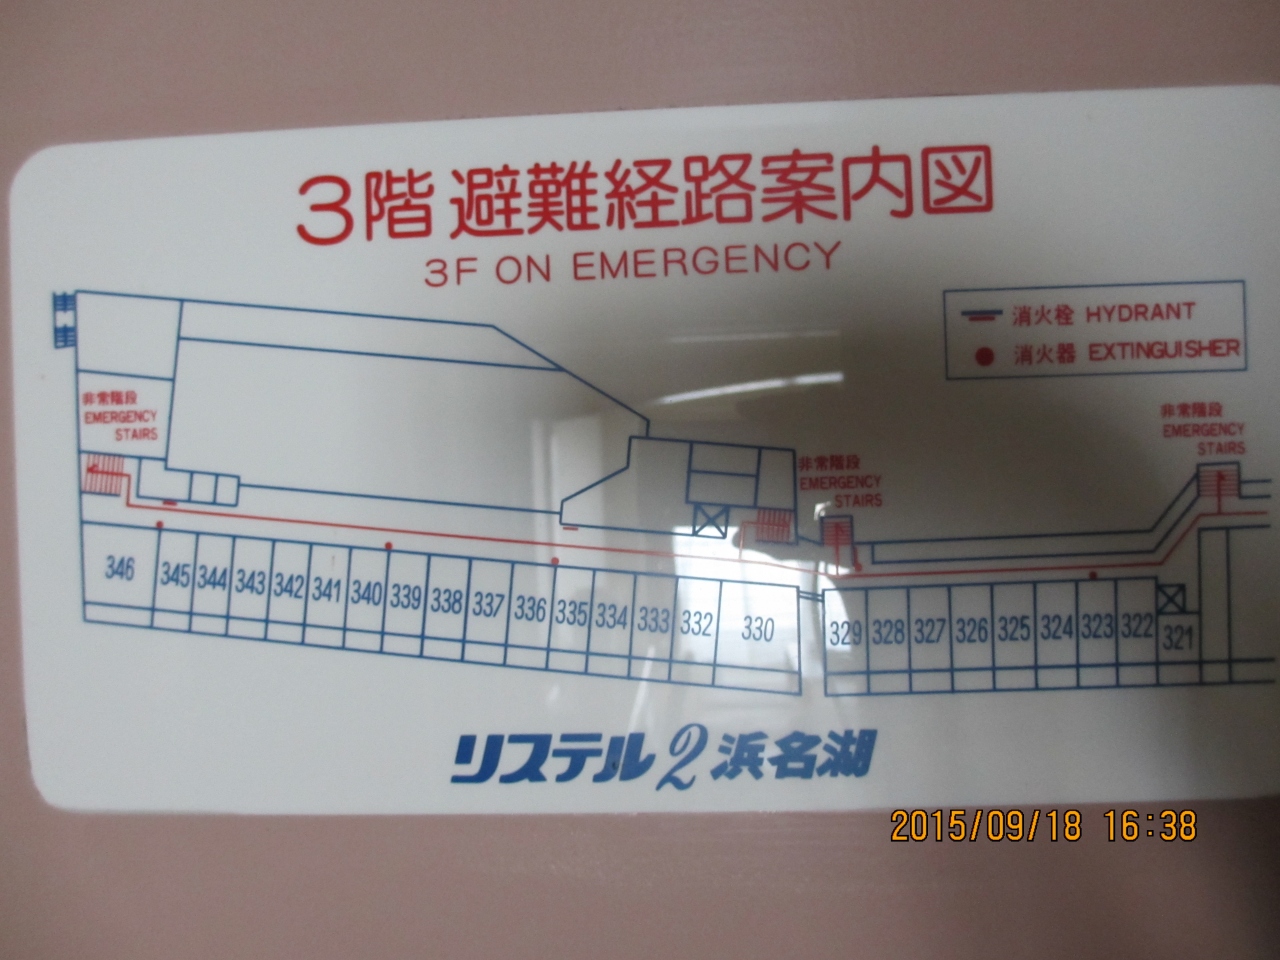 3階 避難経路案内図
3F ON EMERGENCY
消火栓 HYDRANT
消火器 EXTINGUISHER
非常階段
EMERGENCY
STAIRS
非常階段
EMERGENCY
STAIRS
非常階段
EMERGENCY
STAIRS
346 345 344 343 342 341 340 339 338 337 336 335 334 333 332 330 329 328 327 326 325 324 323 322 321
リステル2浜名湖
2015/09/18 16:38